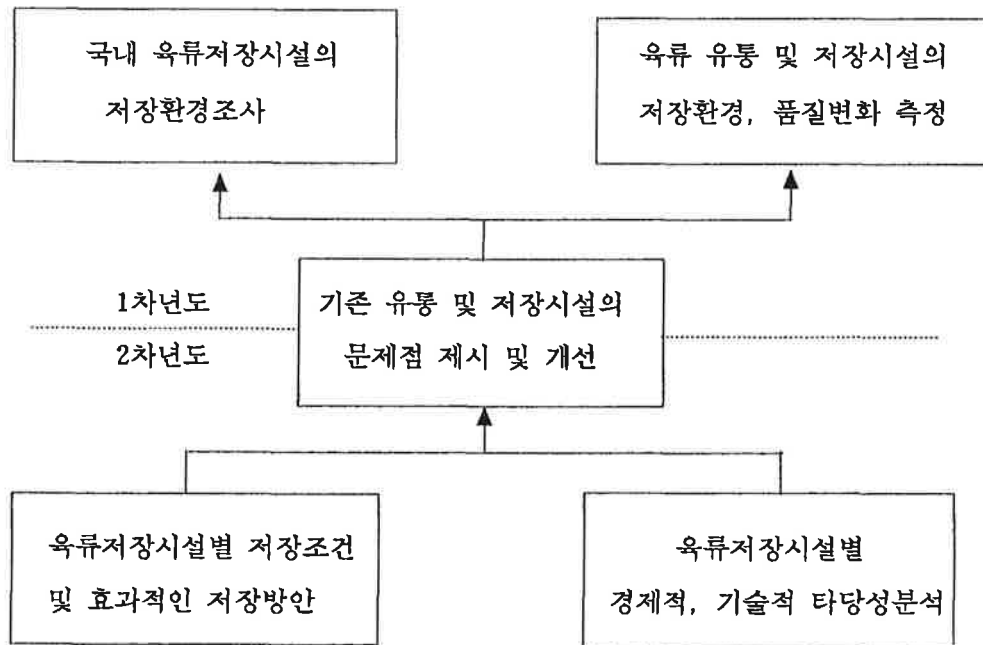 국내 육류저장시설의
저장환경조사
육류 유통 및 저장시설의
저장환경, 품질변화 측정
1차년도
2차년도
기존 유통 및 저장시설의
문제점 제시 및 개선
육류저장시설별 저장조건
및 효과적인 저장방안
육류저장시설별
경제적, 기술적 타당성분석